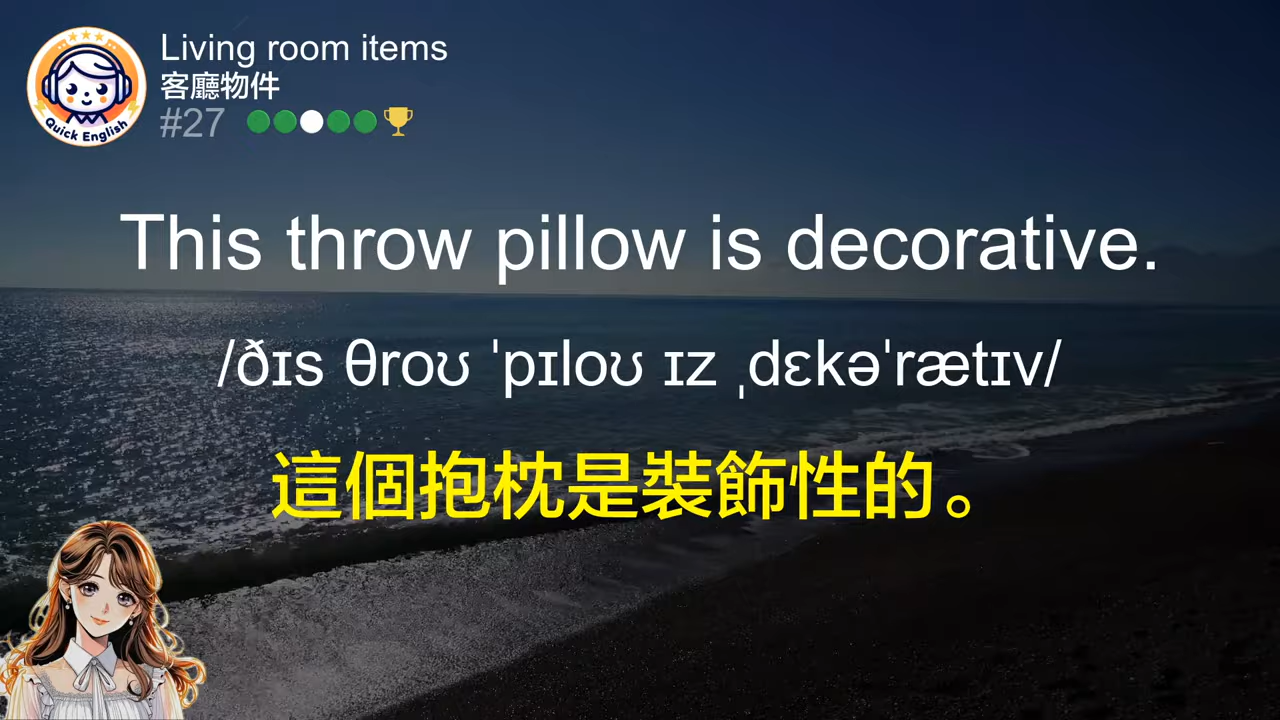 Quick English
Living room items
客廳物件
#27
This throw pillow is decorative.
/ðɪs θroʊ ˈpɪloʊ ɪz ˌdɛkəˈrætɪv/
這個抱枕是裝飾性的。